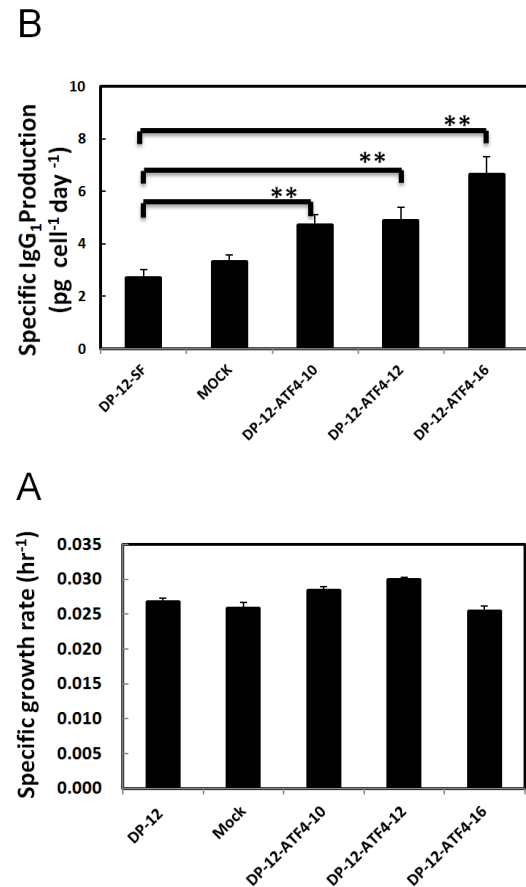 B
Specific IgG1Production
(pg cell-1 day -1)
10
8
6
4
2
0
**
**
**
DP-12-SF
MOCK
DP-12-ATF4-10
DP-12-ATF4-12
DP-12-ATF4-16
A
Specific growth rate (hr-1)
0.035
0.030
0.025
0.020
0.015
0.010
0.005
0.000
DP-12
Mock
DP-12-ATF4-10
DP-12-ATF4-12
DP-12-ATF4-16